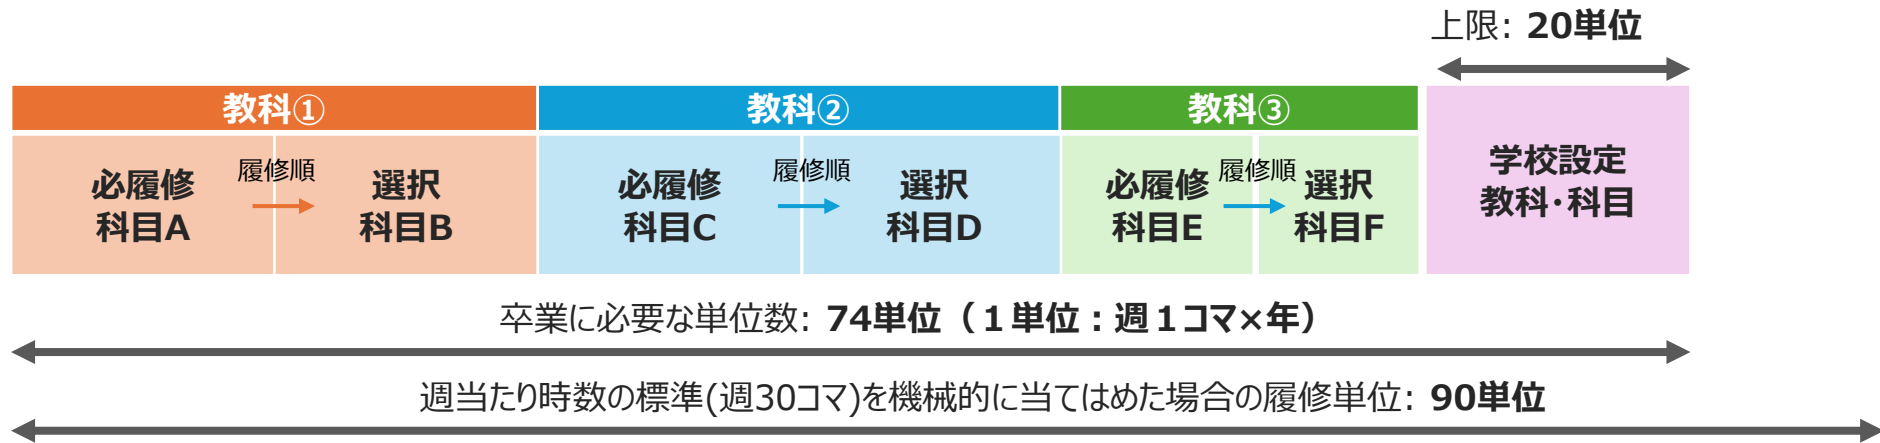 上限: 20単位
教科①
教科②
教科③
必履修
科目A
履修順
選択
科目B
必履修
科目C
履修順
選択
科目D
必履修
科目E
履修順
選択
科目F
学校設定
教科・科目
卒業に必要な単位数: 74単位（１単位：週１コマ×年）
週当たり時数の標準(週30コマ)を機械的に当てはめた場合の履修単位: 90単位